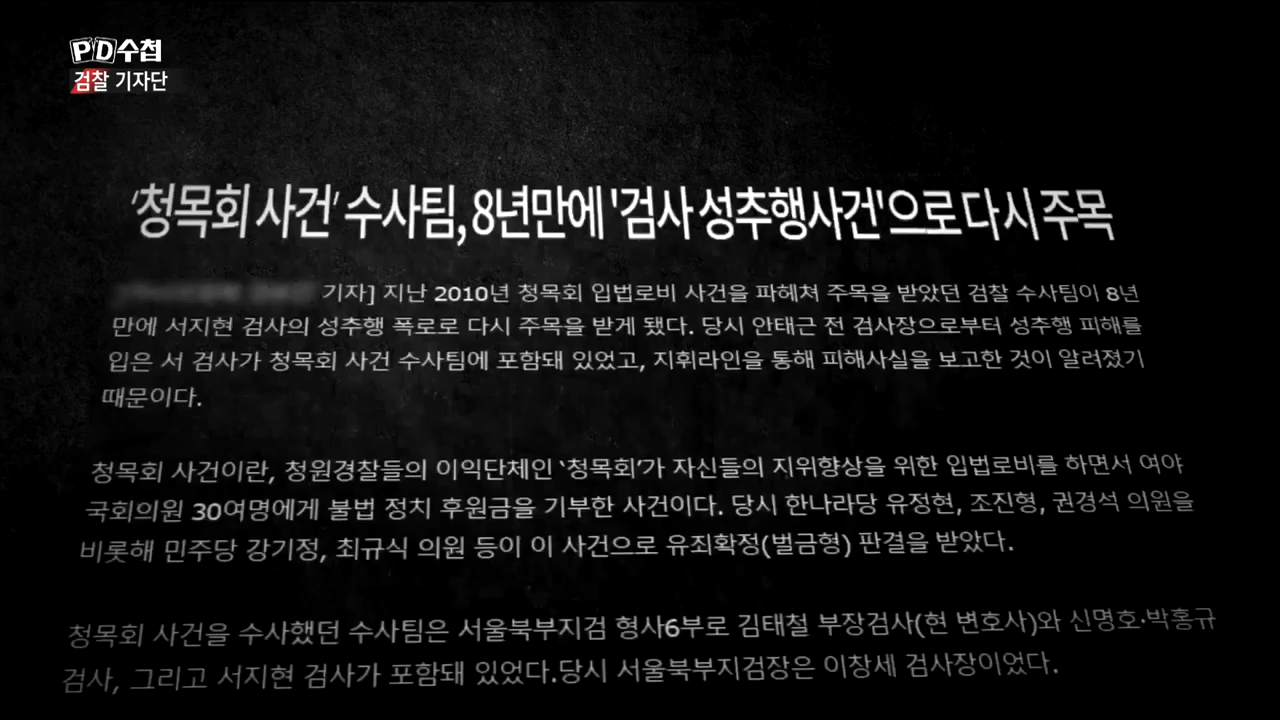 PD수첩
검찰 기자단
'청목회 사건' 수사팀, 8년만에 '검사 성추행사건'으로 다시 주목
기자] 지난 2010년 청목회 입법로비 사건을 파헤쳐 주목을 받았던 검찰 수사팀이 8년
만에 서지현 검사의 성추행 폭로로 다시 주목을 받게 됐다. 당시 안태근 전 검사장으로부터 성추행 피해를
입은 서 검사가 청목회 사건 수사팀에 포함돼 있었고, 지휘라인을 통해 피해사실을 보고한 것이 알려졌기
때문이다.
청목회 사건이란, 청원경찰들의 이익단체인 '청목회'가 자신들의 지위향상을 위한 입법로비를 하면서 여야
국회의원 30여명에게 불법 정치 후원금을 기부한 사건이다. 당시 한나라당 유정현, 조진형, 권경석 의원을
비롯해 민주당 강기정, 최규식 의원 등이 이 사건으로 유죄확정(벌금형) 판결을 받았다.
청목회 사건을 수사했던 수사팀은 서울북부지검 형사6부로 김태철 부장검사(현 변호사)와 신명호·박홍규
검사, 그리고 서지현 검사가 포함돼 있었다.당시 서울북부지검장은 이창세 검사장이었다.